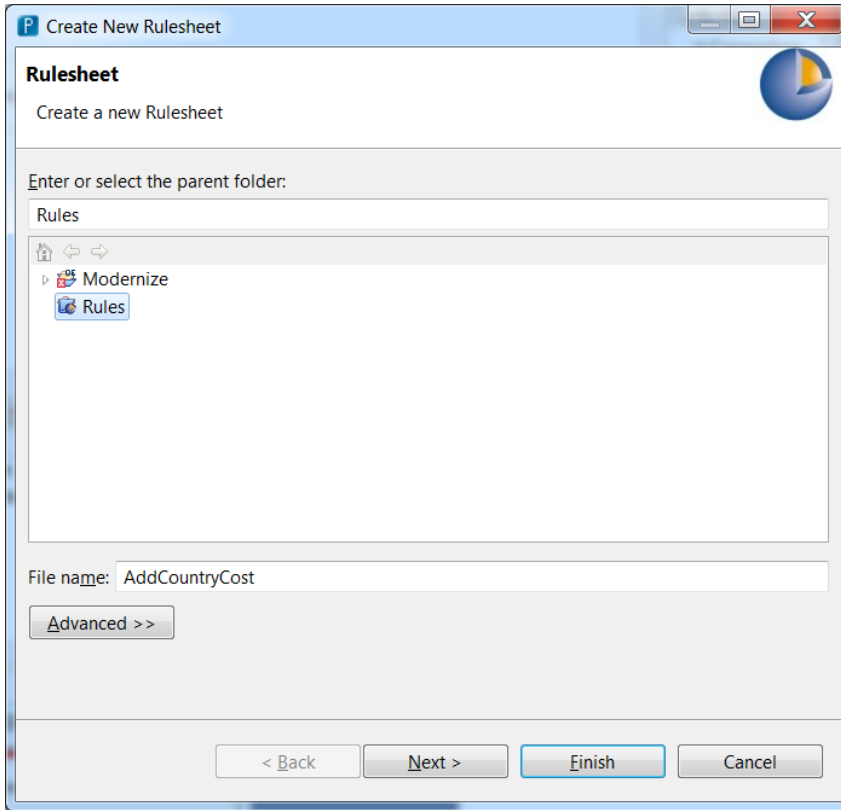 P Create New Rulesheet X
Rulesheet
Create a new Rulesheet
Enter or select the parent folder:
Rules
Modernize
Rules
File name: AddCountryCost
Advanced >>
< Back Next > Finish Cancel